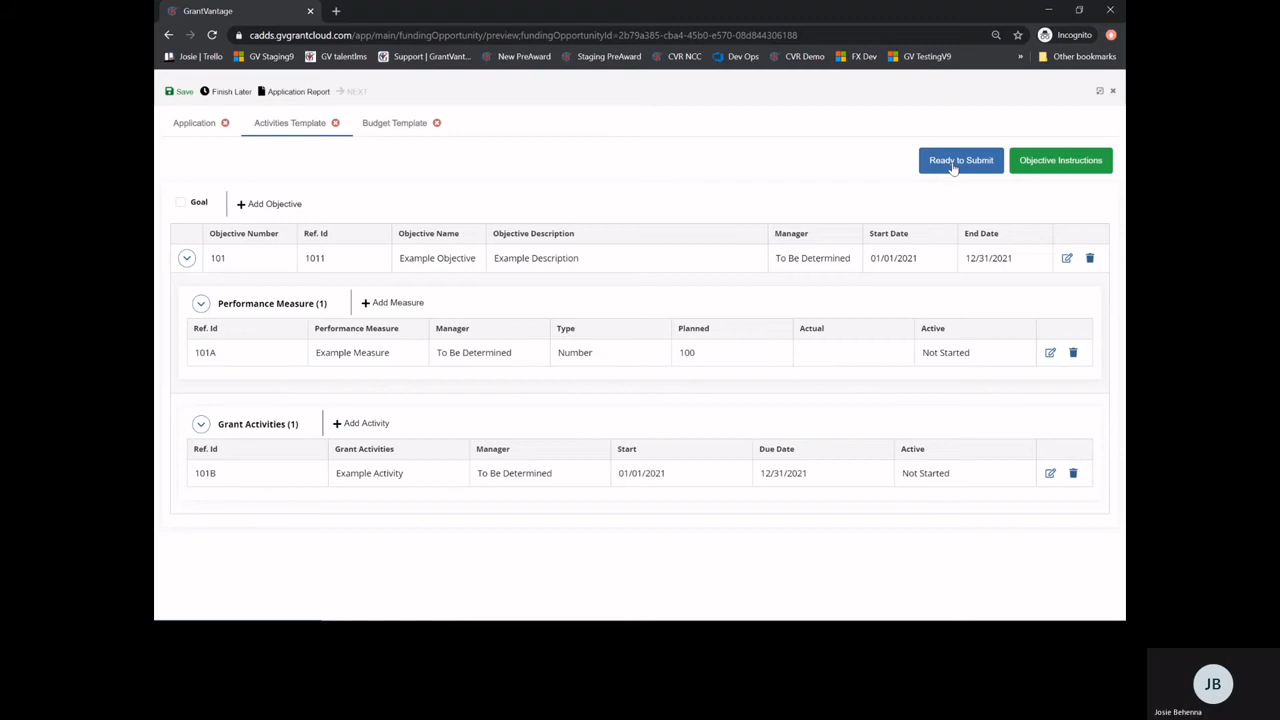 GrantVantage
cadds.gvgrantcloud.com/app/main/fundingOpportunity/preview;fundingOpportunityId=2b79a385-cba4-45b0-e570-08d844306188
Incognito
Josie | Trello
GV Staging9
GV talentlms
Support | GrantVant...
New PreAward
Staging PreAward
CVR NCC
Dev Ops
CVR Demo
FX Dev
GV TestingV9
»
Other bookmarks
Save
Finish Later
Application Report
NEXT
Application
Activities Template
Budget Template
Ready to Submit
Objective Instructions
Goal
Add Objective
Objective Number Ref. Id Objective Name Objective Description Manager Start Date End Date
101 1011 Example Objective Example Description To Be Determined 01/01/2021 12/31/2021
Performance Measure (1)
Add Measure
Ref. Id Performance Measure Manager Type Planned Actual Active
101A Example Measure To Be Determined Number 100 Not Started
Grant Activities (1)
Add Activity
Ref. Id Grant Activities Manager Start Due Date Active
101B Example Activity To Be Determined 01/01/2021 12/31/2021 Not Started
JB
Josie Behenna